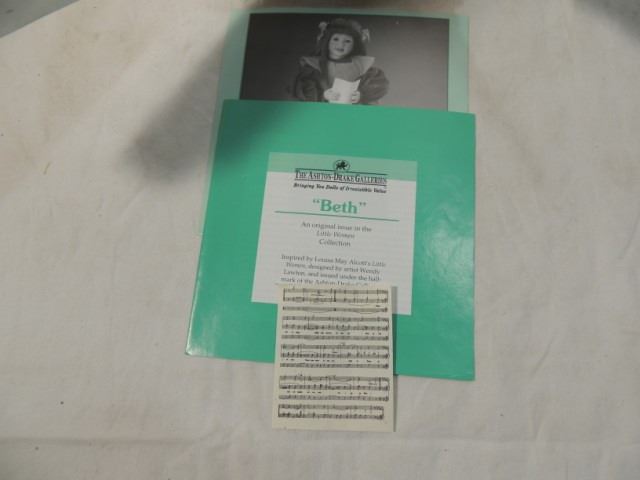 THE ASHTON-DRAKE GALLERIES
Bringing You Dolls of Irresistible Value
"Beth"
An original issue in the
Little Women
Collection
Inspired by Louisa May Alcott's Little
Women, designed by artist Wendy
Lawton, and issued under the hall-
mark of the Ashton-Drake